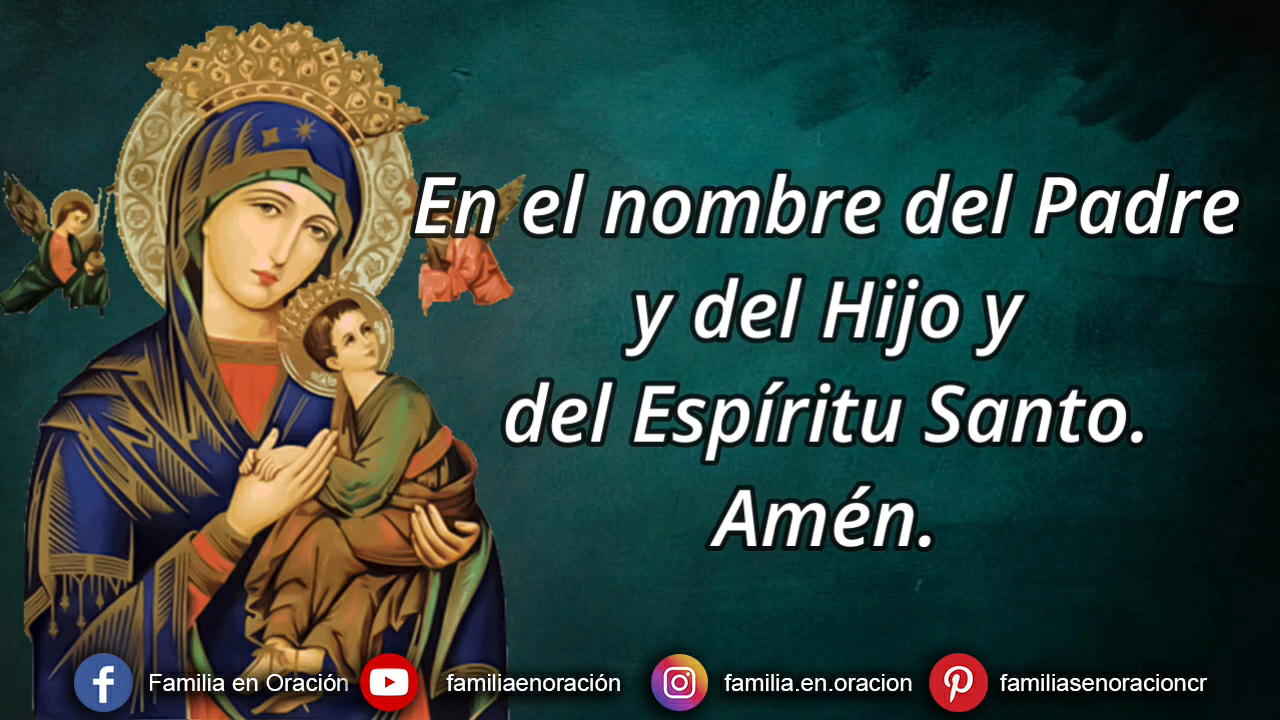 En el nombre del Padre
y del Hijo y
del Espíritu Santo.
Amén.
Familia en Oración familiaenoración familia.en.oracion familiasenoracioncr